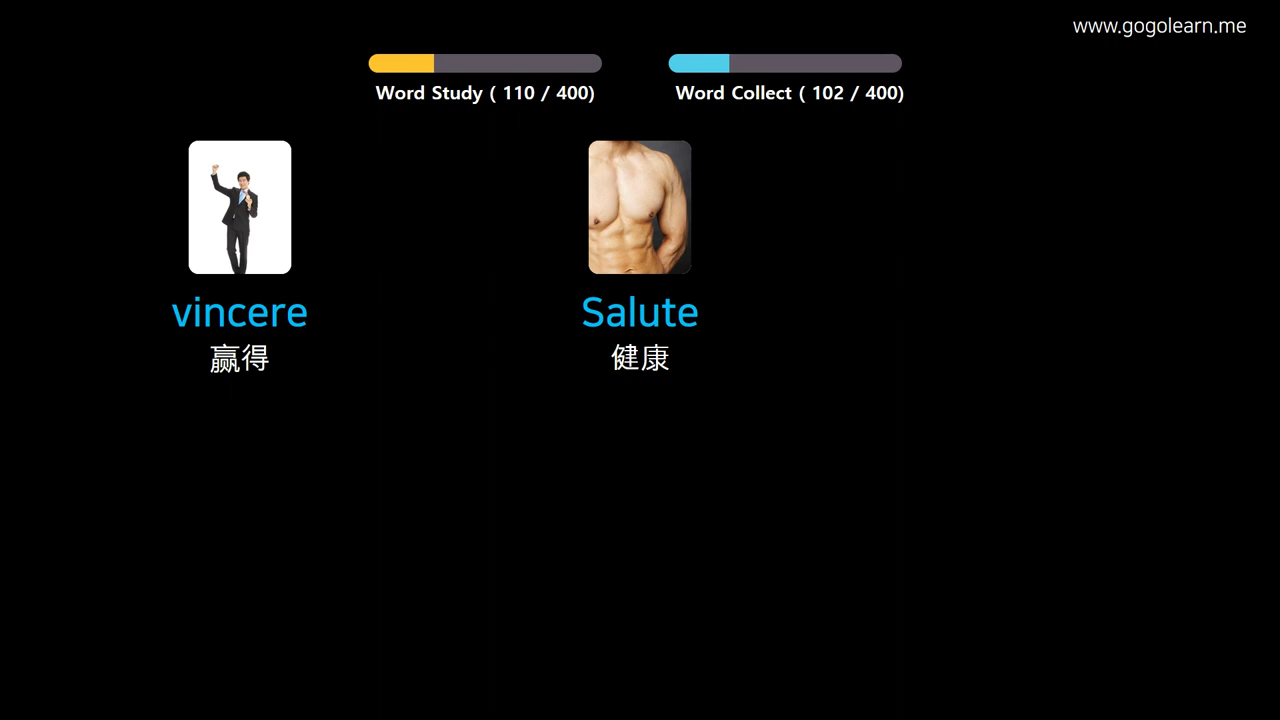 www.gogolearn.me
Word Study ( 110 / 400)
Word Collect ( 102 / 400)
vincere
Salute
赢得
健康